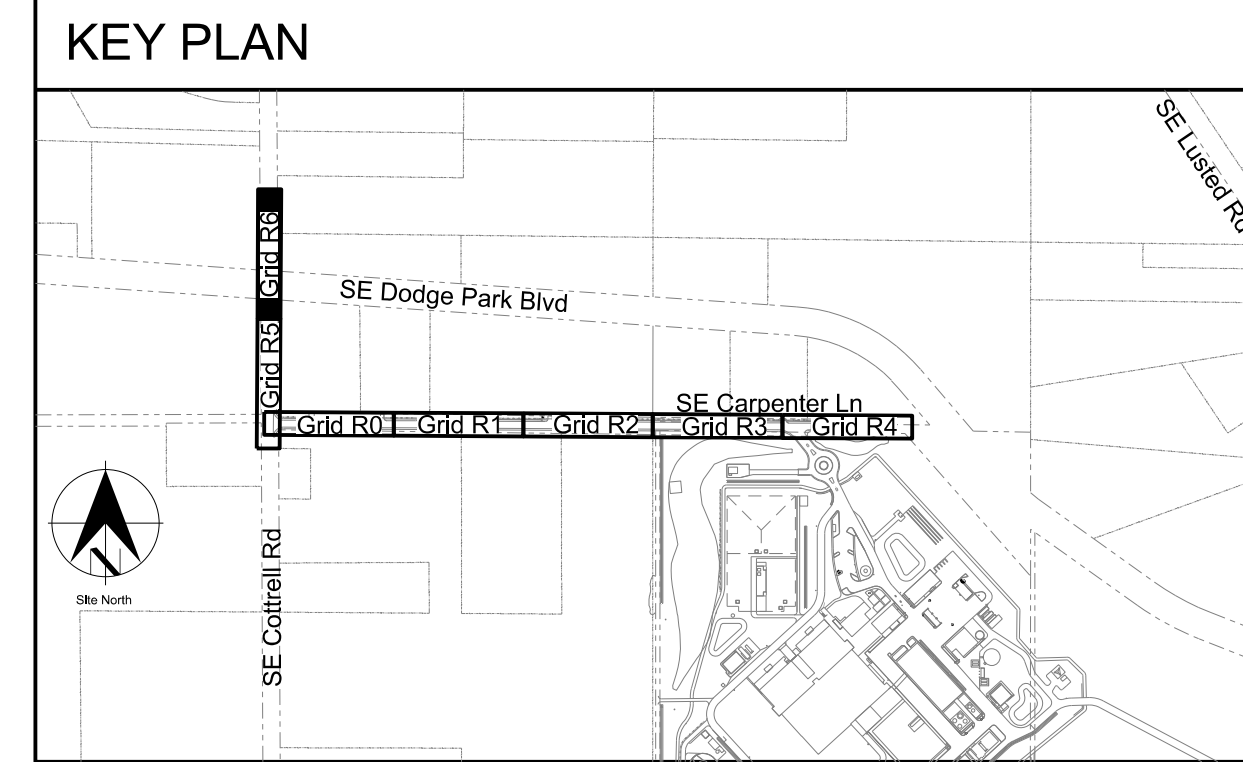 KEY PLAN
SE Lusted Rd
Grid R6
SE Dodge Park Blvd
Grid R5
SE Carpenter Ln
Grid R0
Grid R1
Grid R2
Grid R3
Grid R4
N
Site North
SE Cottrell Rd